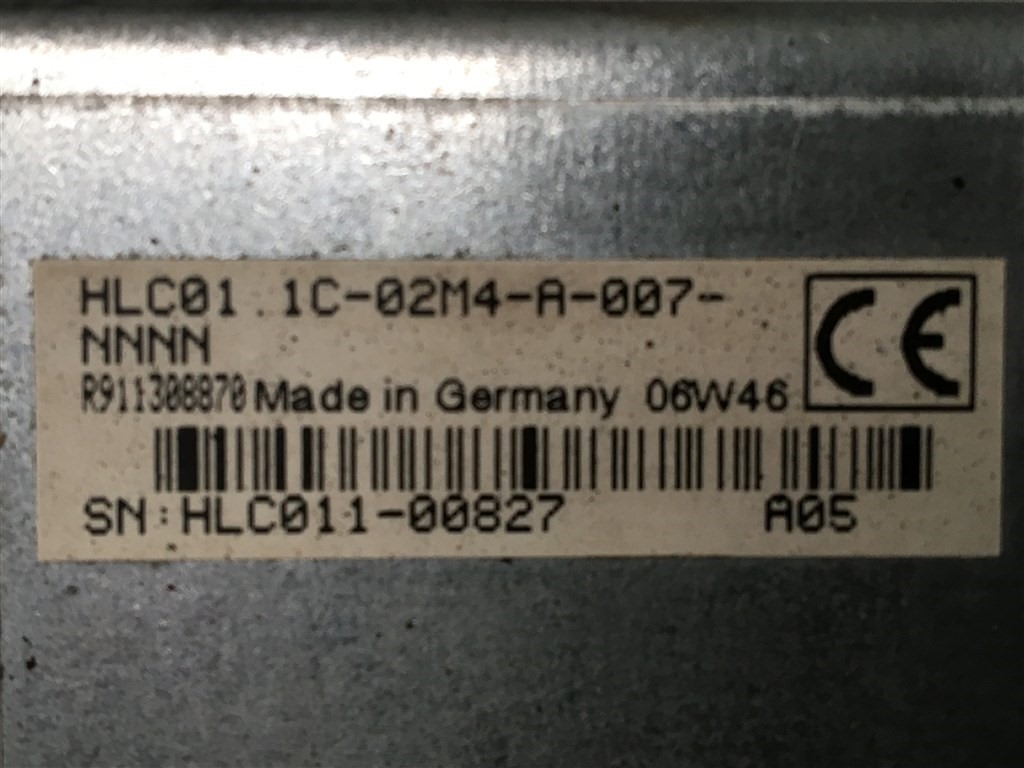 HLC01.1C-02M4-A-007-
NNNN
R911308870 Made in Germany 06W46
CE
SN:HLC011-00827 A05